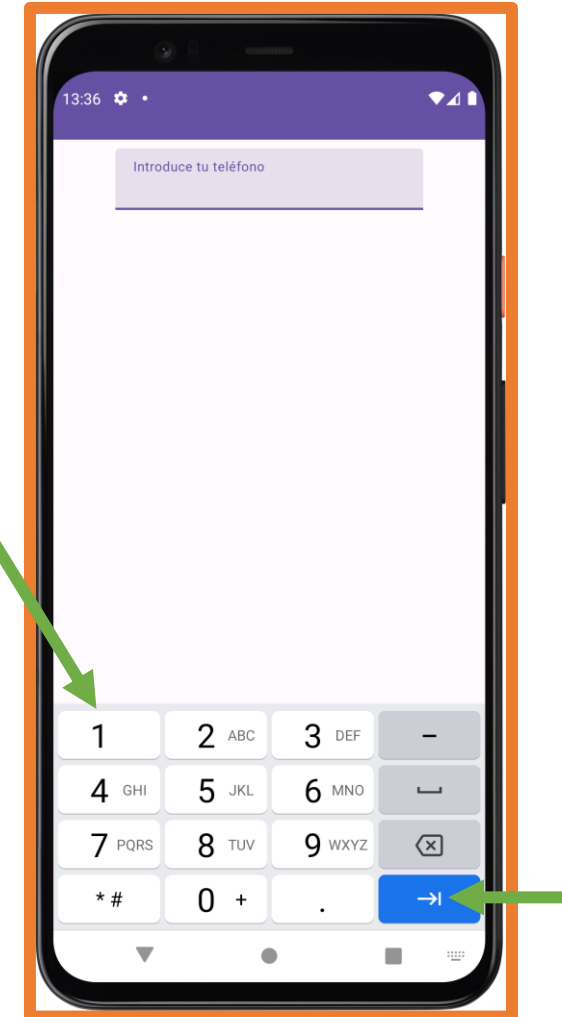 13:36
Introduce tu teléfono
1
2 ABC
3 DEF
–
4 GHI
5 JKL
6 MNO
7 PQRS
8 TUV
9 WXYZ
* #
0 +
.